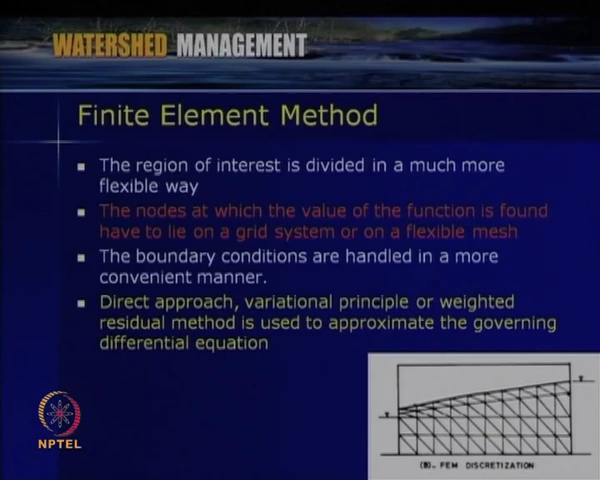 WATERSHED MANAGEMENT
Finite Element Method
The region of interest is divided in a much more
flexible way
The nodes at which the value of the function is found
have to lie on a grid system or on a flexible mesh
The boundary conditions are handled in a more
convenient manner.
Direct approach, variational principle or weighted
residual method is used to approximate the governing
differential equation
(B). FEM DISCRETIZATION
NPTEL